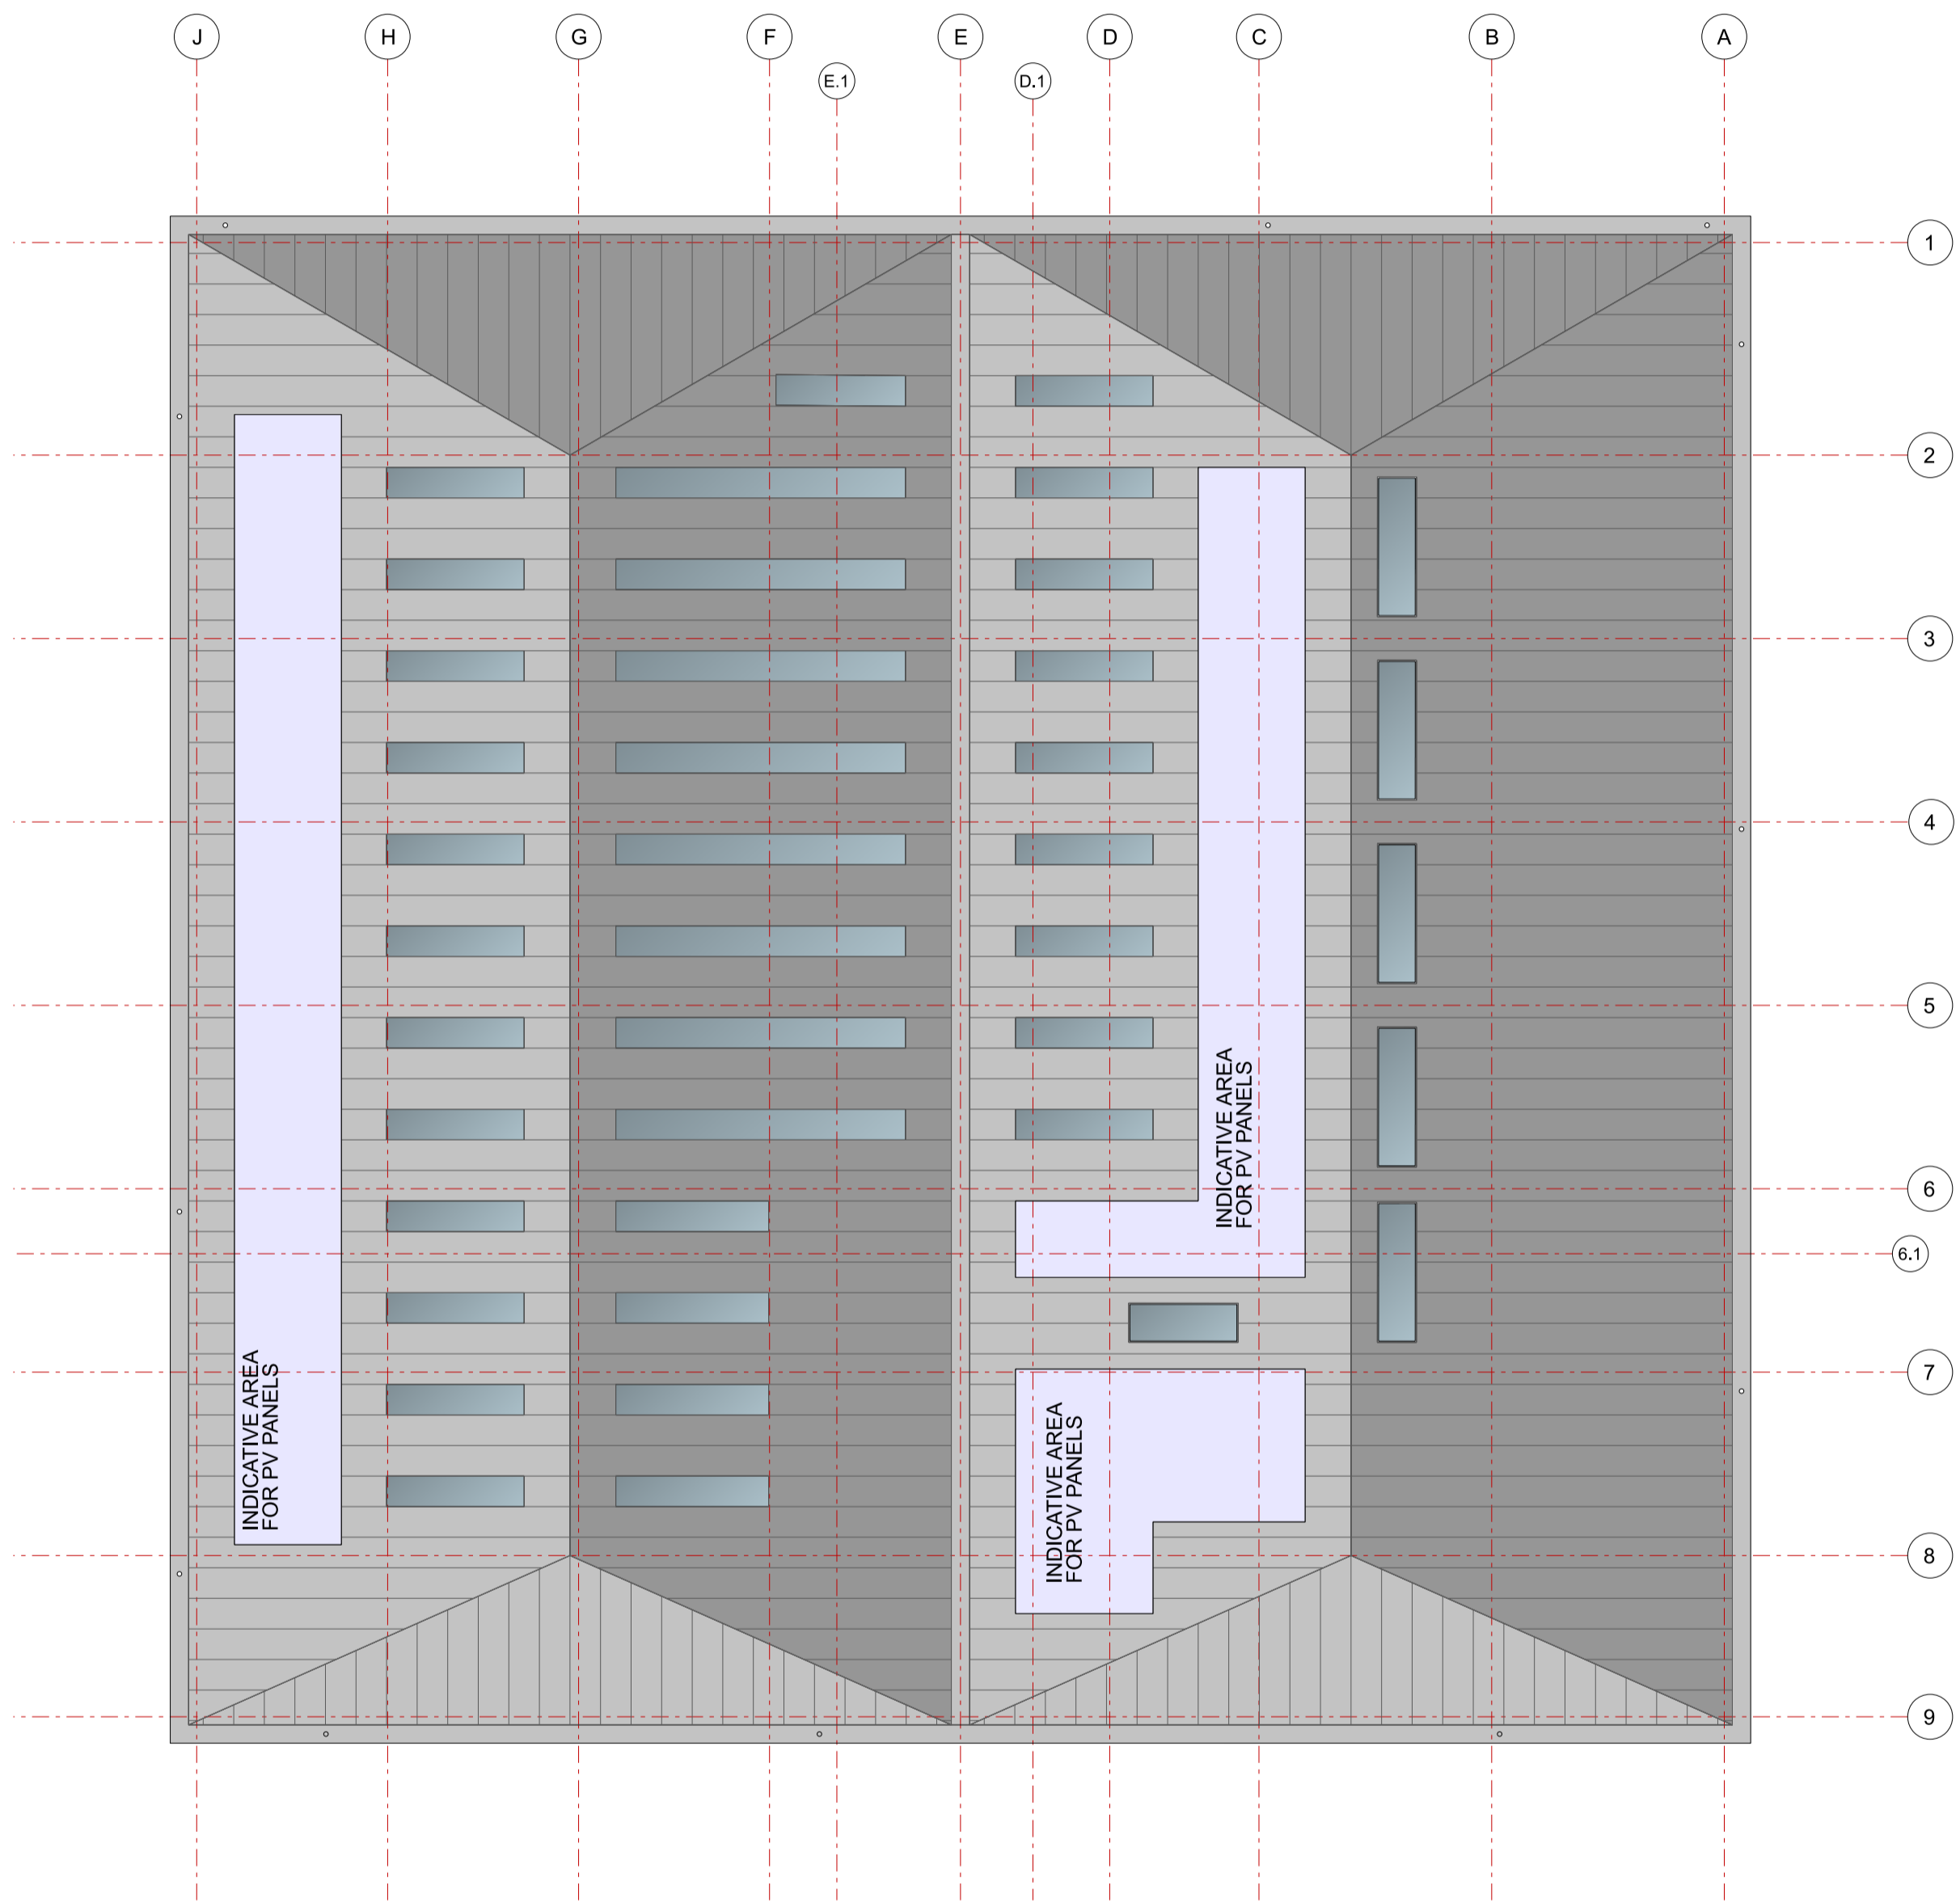 J
H
G
F
E
D
C
B
A
E.1
D.1
1
2
3
4
5
6
6.1
7
8
9
INDICATIVE AREA
FOR PV PANELS
INDICATIVE AREA
FOR PV PANELS
INDICATIVE AREA
FOR PV PANELS